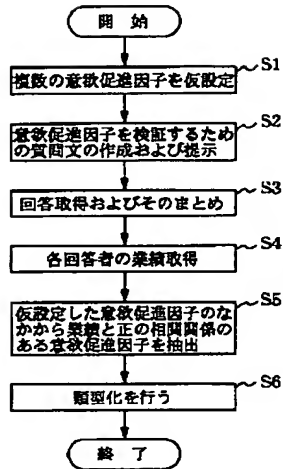 開 始
S1
複数の意欲促進因子を仮設定
S2
意欲促進因子を検証するため
の質問文の作成および提示
S3
回答取得およびそのまとめ
S4
各回答者の業績取得
S5
仮設定した意欲促進因子のな
かから業績と正の相関関係の
ある意欲促進因子を抽出
S6
類型化を行う
終 了